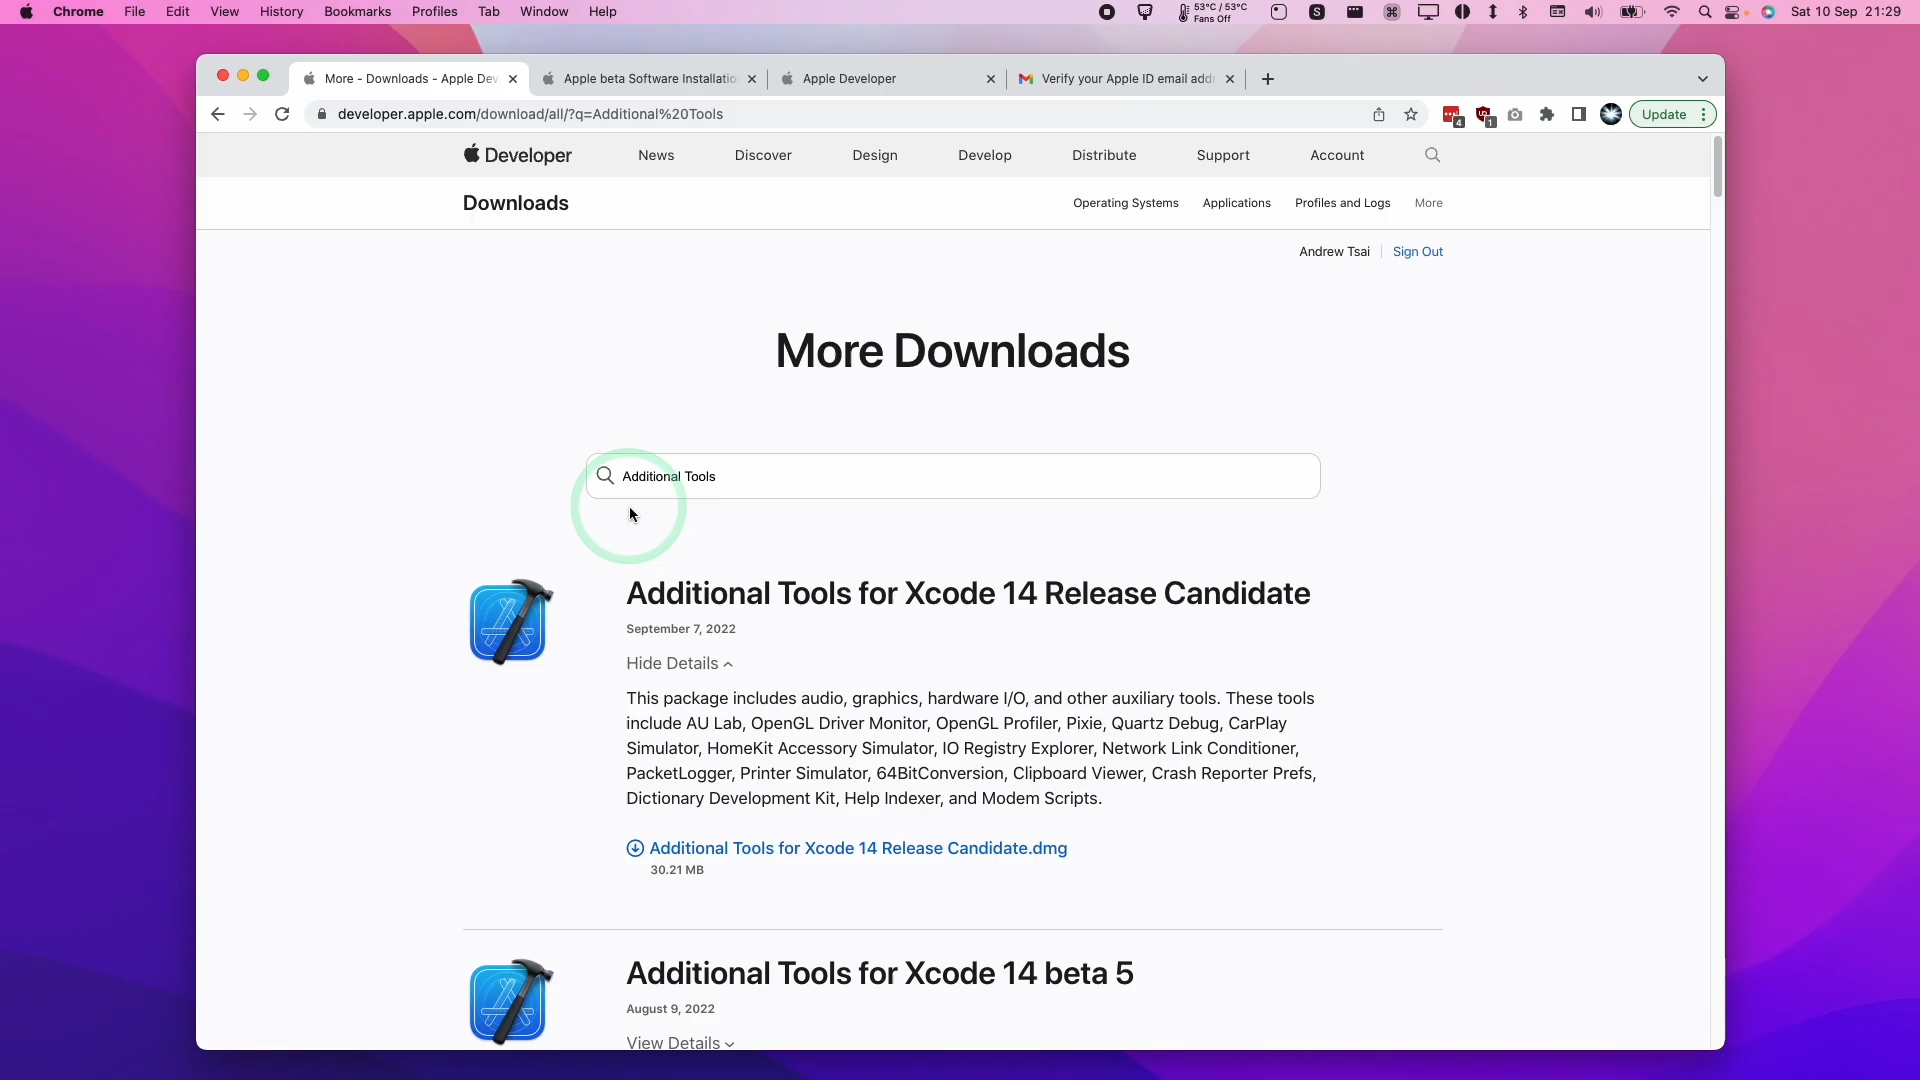 Chrome File Edit View History Bookmarks Profiles Tab Window Help
53°C / 53°C
Fans Off
Sat 10 Sep 21:29
More - Downloads - Apple Dev
Apple beta Software Installatio
Apple Developer
Verify your Apple ID email addr
developer.apple.com/download/all/?q=Additional%20Tools
4
1
Update
Developer News Discover Design Develop Distribute Support Account
Downloads
Operating Systems Applications Profiles and Logs More
Andrew Tsai Sign Out
More Downloads
Additional Tools
Additional Tools for Xcode 14 Release Candidate
September 7, 2022
Hide Details
This package includes audio, graphics, hardware I/O, and other auxiliary tools. These tools
include AU Lab, OpenGL Driver Monitor, OpenGL Profiler, Pixie, Quartz Debug, CarPlay
Simulator, HomeKit Accessory Simulator, IO Registry Explorer, Network Link Conditioner,
PacketLogger, Printer Simulator, 64BitConversion, Clipboard Viewer, Crash Reporter Prefs,
Dictionary Development Kit, Help Indexer, and Modem Scripts.
Additional Tools for Xcode 14 Release Candidate.dmg
30.21 MB
Additional Tools for Xcode 14 beta 5
August 9, 2022
View Details